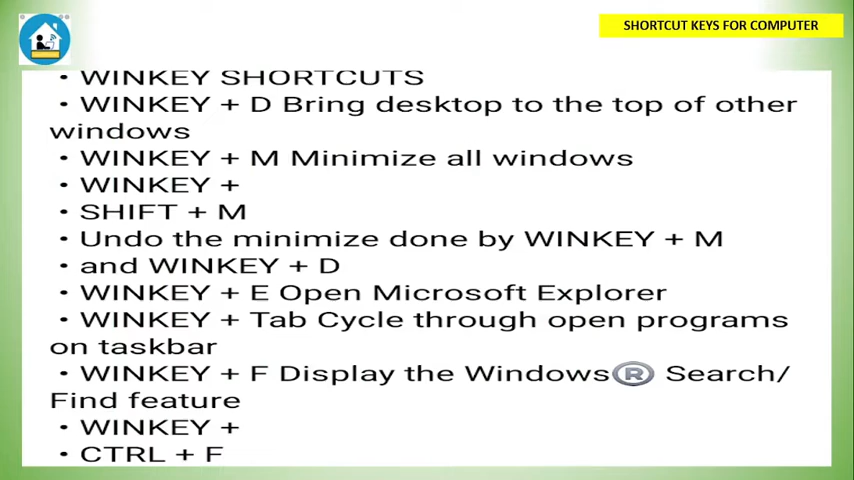 SHORTCUT KEYS FOR COMPUTER
• WINKEY SHORTCUTS
• WINKEY + D Bring desktop to the top of other
windows
• WINKEY + M Minimize all windows
• WINKEY +
• SHIFT + M
• Undo the minimize done by WINKEY + M
• and WINKEY + D
• WINKEY + E Open Microsoft Explorer
• WINKEY + Tab Cycle through open programs
on taskbar
• WINKEY + F Display the Windows® Search/
Find feature
• WINKEY +
• CTRL + F